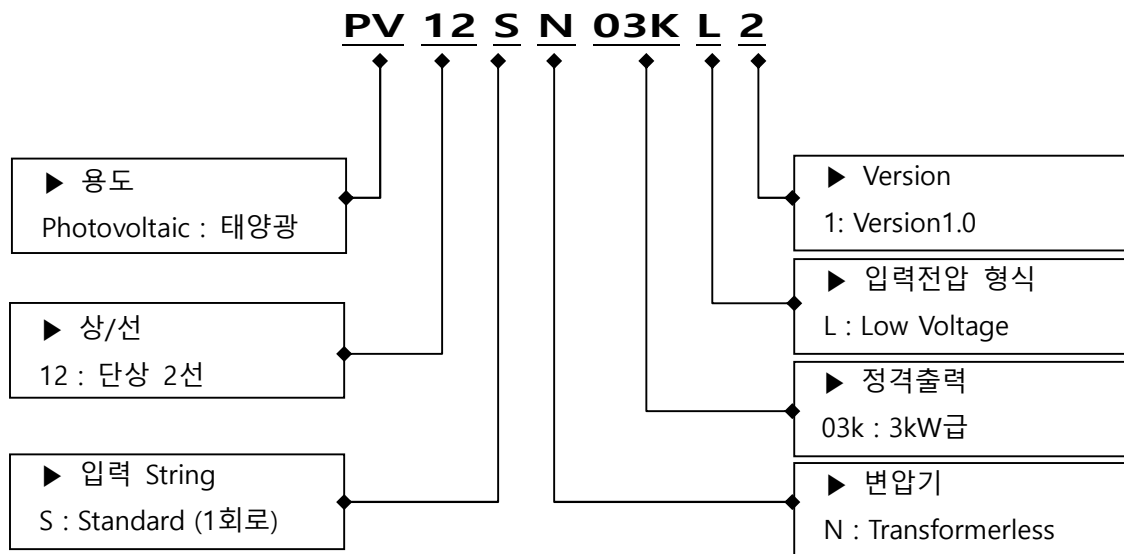 PV 12 S N 03K L 2
▶ 용도
Photovoltaic : 태양광
▶ 상/선
12 : 단상 2선
▶ 입력 String
S : Standard (1회로)
▶ Version
1: Version1.0
▶ 입력전압 형식
L : Low Voltage
▶ 정격출력
03k : 3kW급
▶ 변압기
N : Transformerless